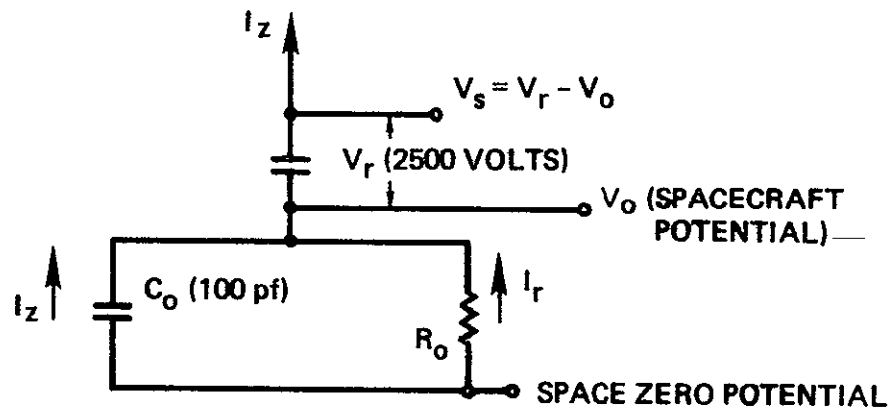 I_z
V_s = V_r - V_o
V_r (2500 VOLTS)
V_o (SPACECRAFT
POTENTIAL)
I_z
C_o (100 pf)
I_r
R_o
SPACE ZERO POTENTIAL